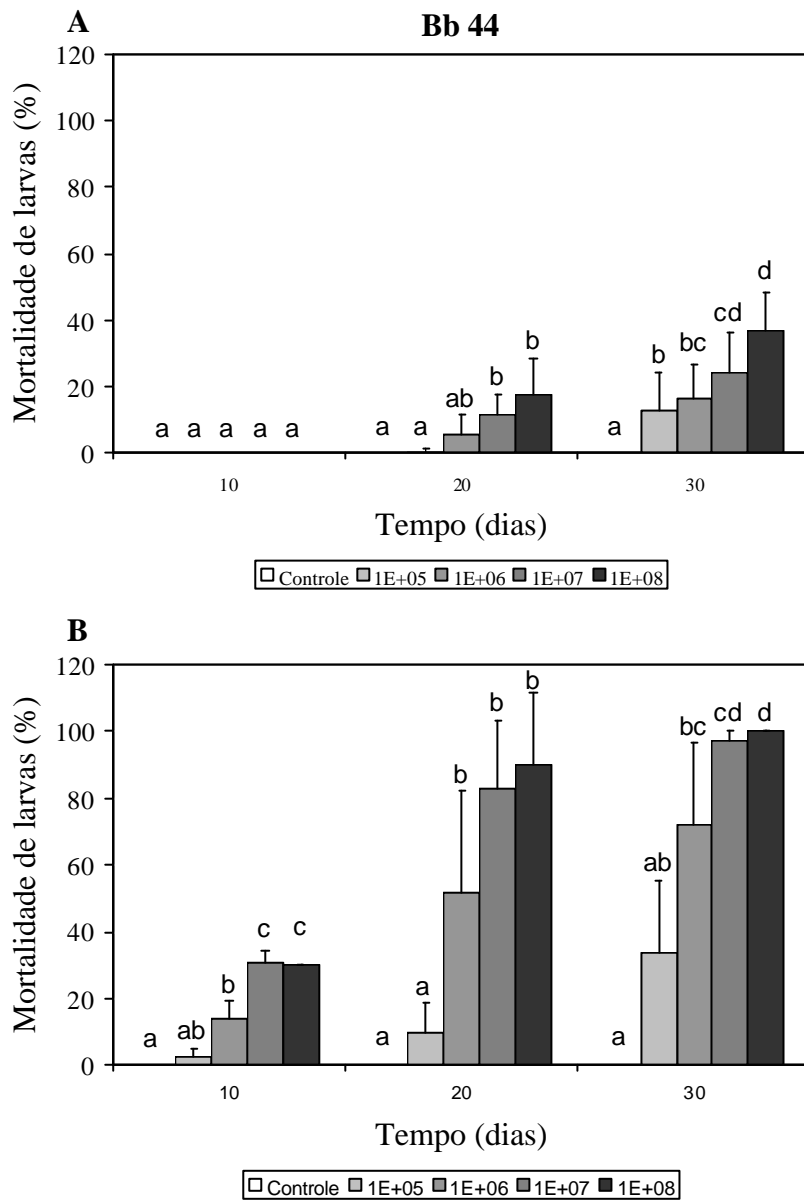 A
Bb 44
Mortalidade de larvas (%)
120
100
80
60
40
20
0
a a a a a
a a ab b b
a b bc cd d
10 20 30
Tempo (dias)
Controle 1E+05 1E+06 1E+07 1E+08
B
Mortalidade de larvas (%)
120
100
80
60
40
20
0
a ab b c c
a a b b b
a ab bc cd d
10 20 30
Tempo (dias)
Controle 1E+05 1E+06 1E+07 1E+08